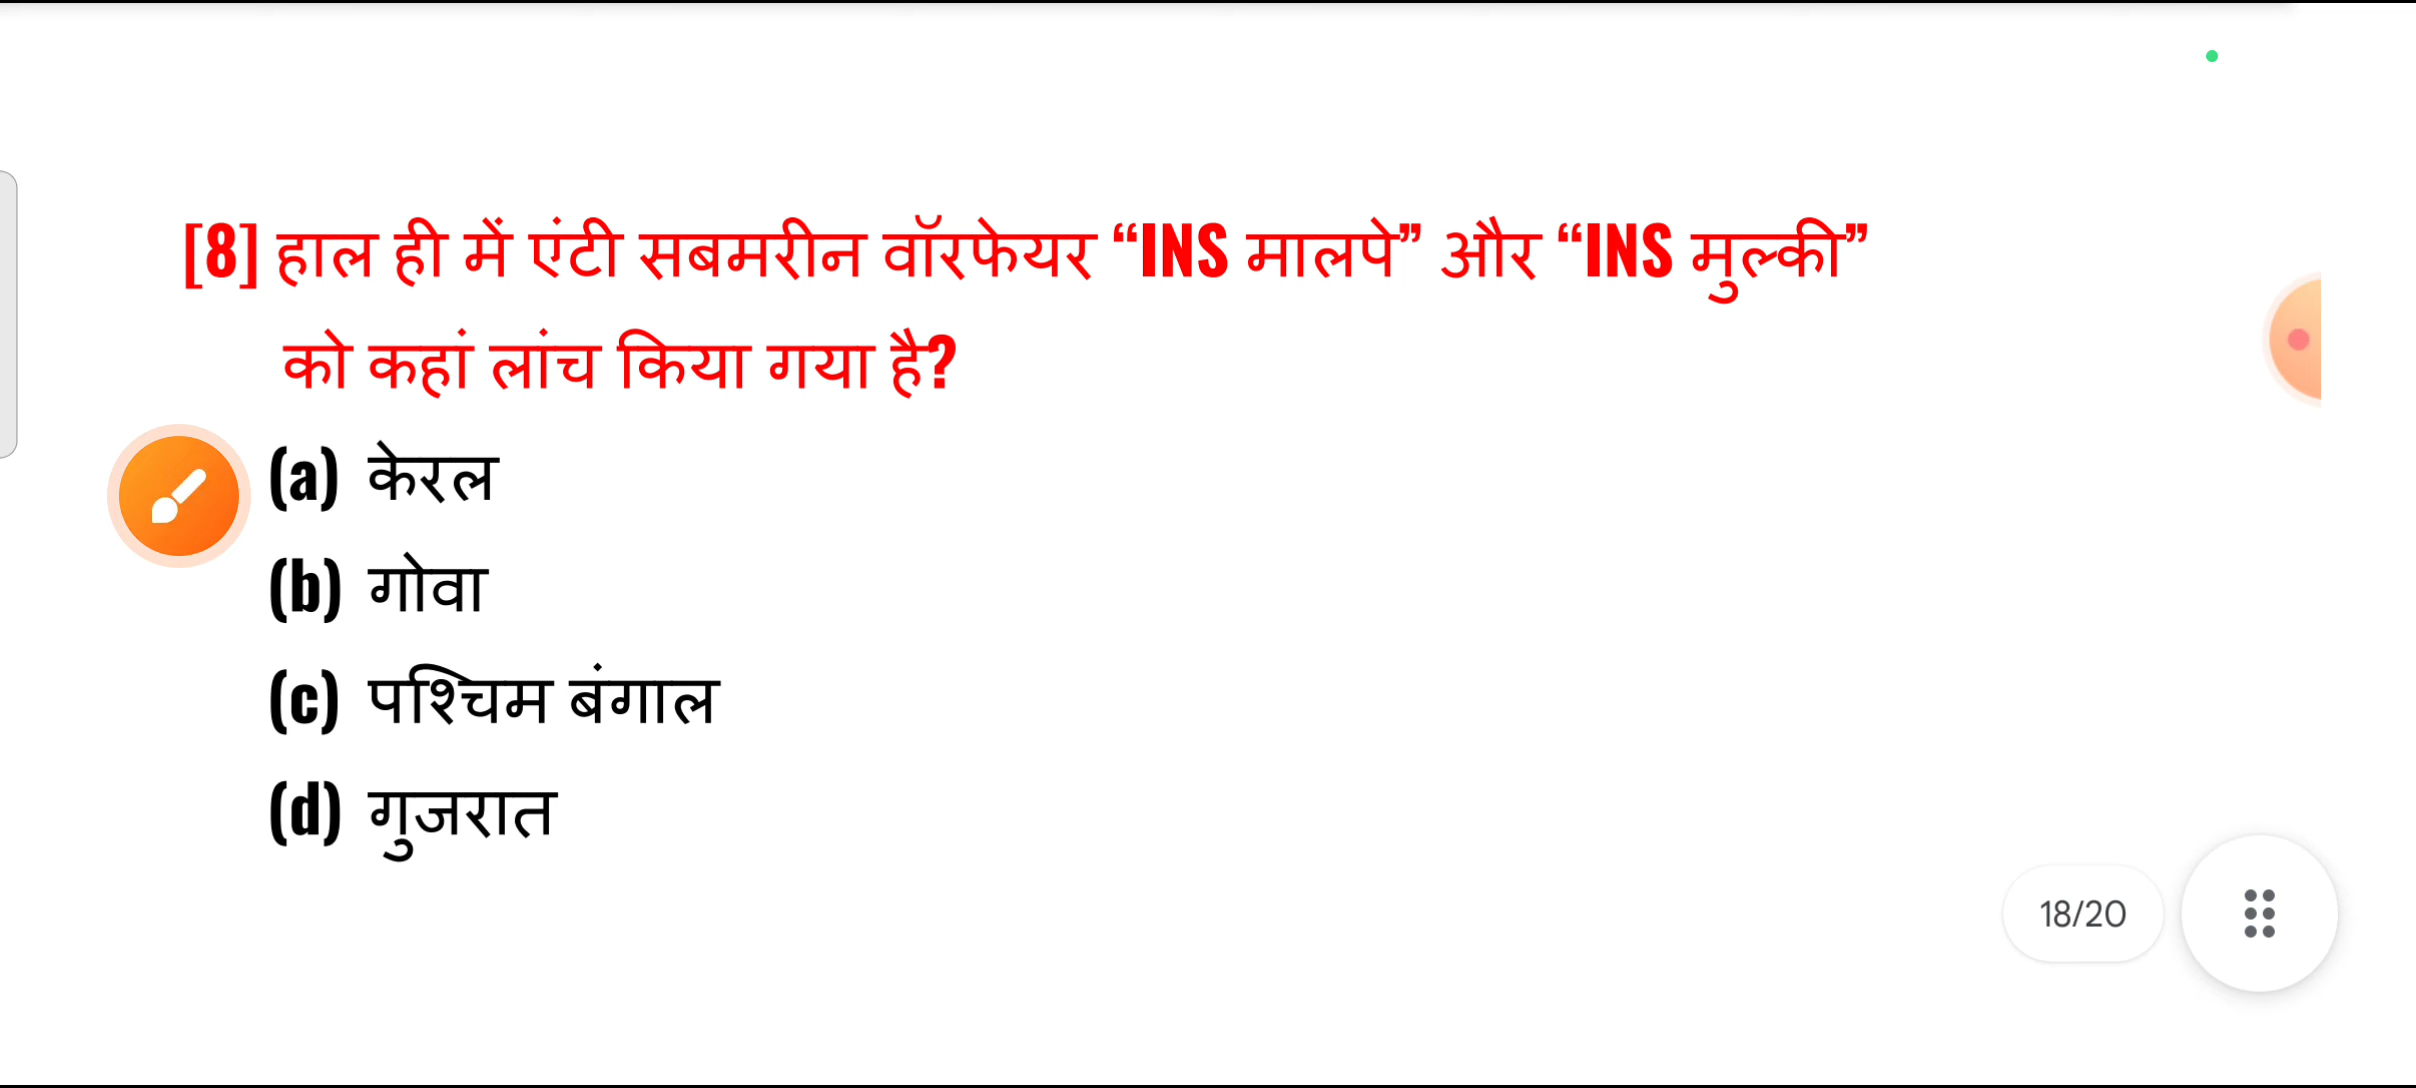 [8] हाल ही में एंटी सबमरीन वॉरफेयर “INS मालपे” और “INS मुल्की”
को कहां लांच किया गया है?
(a) केरल
(b) गोवा
(c) पश्चिम बंगाल
(d) गुजरात
18/20